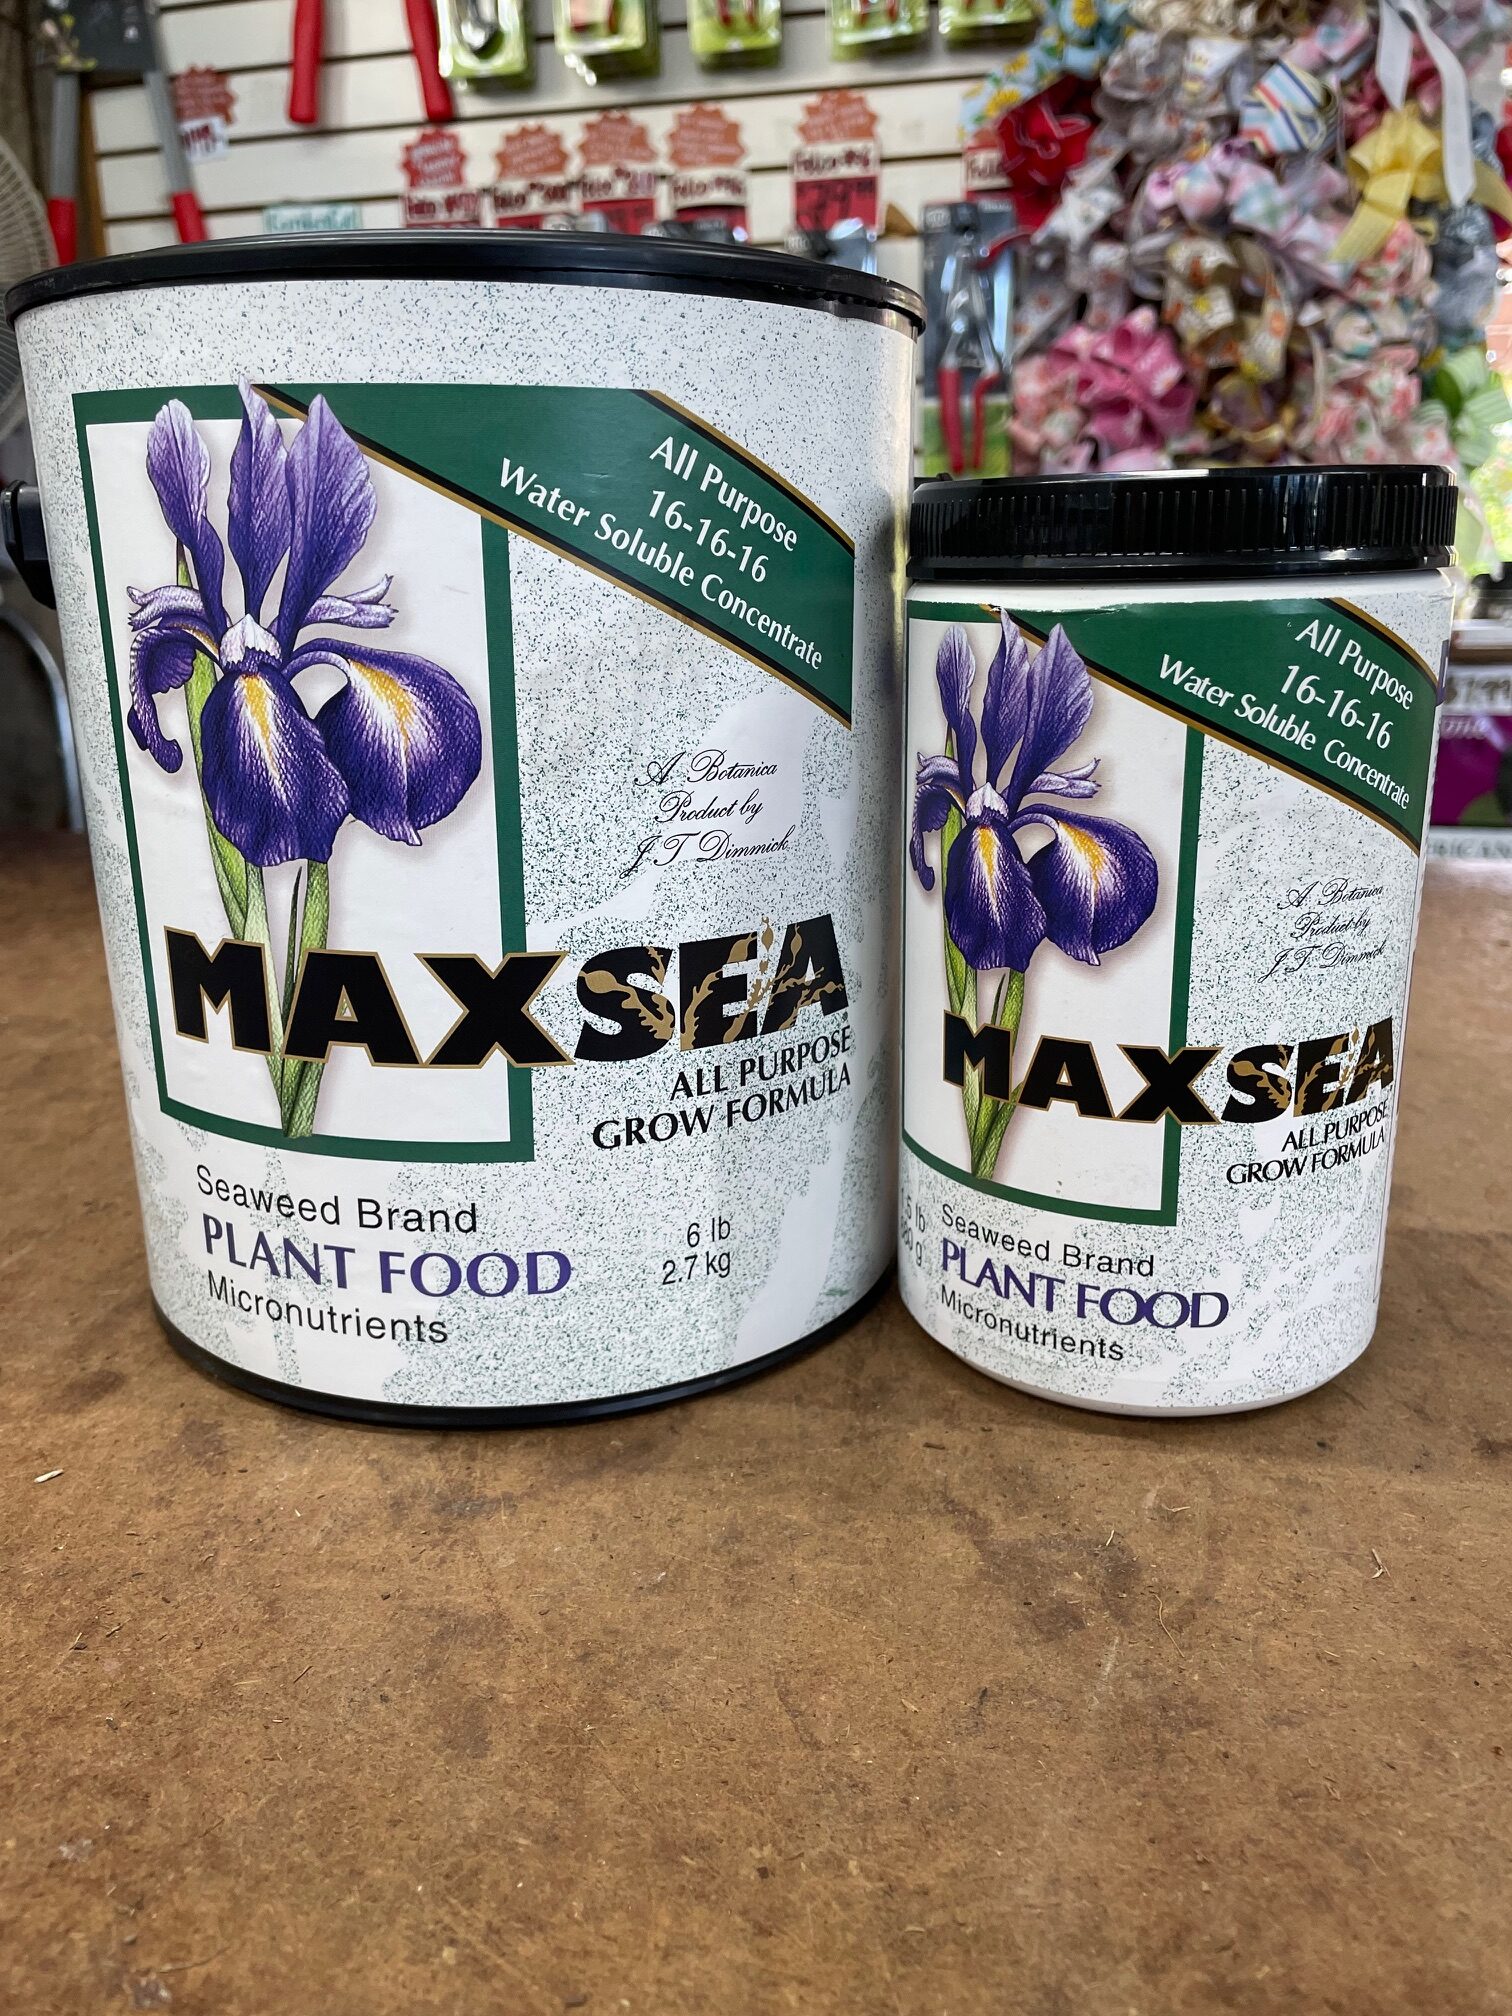 All Purpose
16-16-16
Water Soluble Concentrate
A Botanica
Product by
J T Dimmick
MAXSEA
ALL PURPOSE
GROW FORMULA
Seaweed Brand
PLANT FOOD
Micronutrients
6 lb
2.7 kg
All Purpose
16-16-16
Water Soluble Concentrate
A Botanica
Product by
J T Dimmick
MAXSEA
ALL PURPOSE
GROW FORMULA
Seaweed Brand
PLANT FOOD
Micronutrients